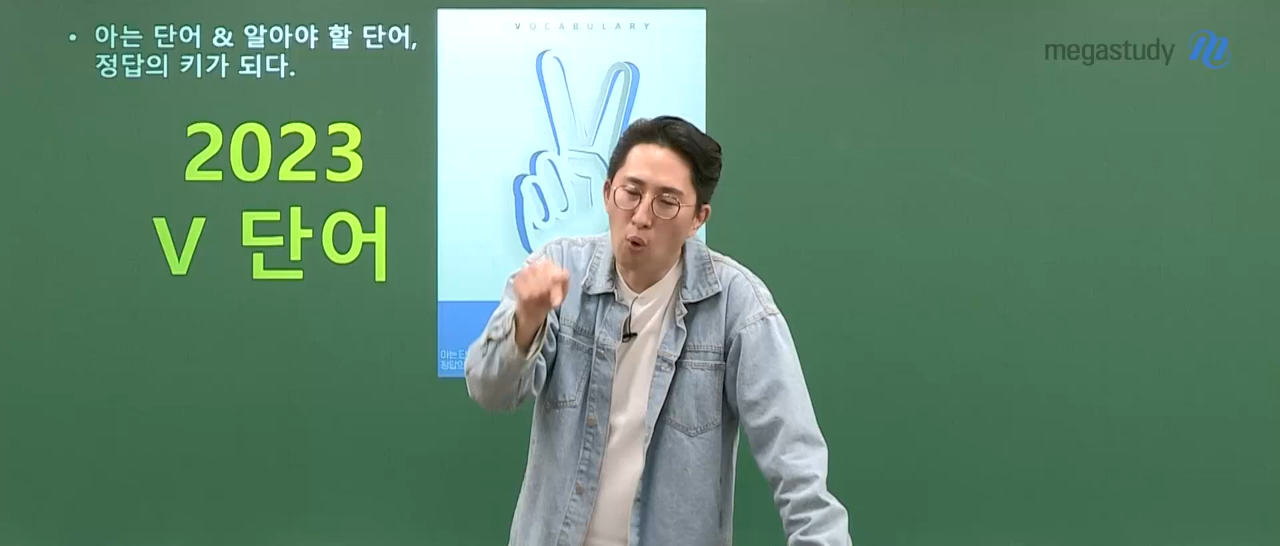 • 아는 단어 & 알아야 할 단어,
정답의 키가 되다.
2023
V 단어
VOCABULARY
megastudy